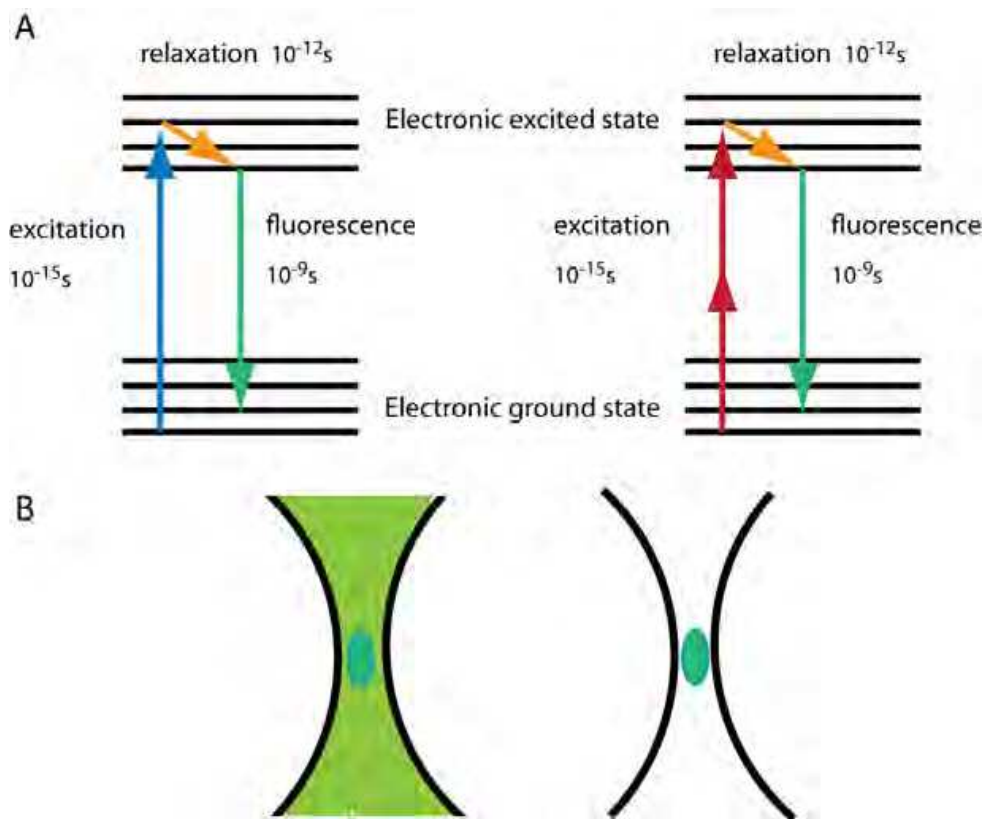 A
relaxation 10⁻¹²s
relaxation 10⁻¹²s
Electronic excited state
excitation
10⁻¹⁵s
fluorescence
10⁻⁹s
excitation
10⁻¹⁵s
fluorescence
10⁻⁹s
Electronic ground state
B